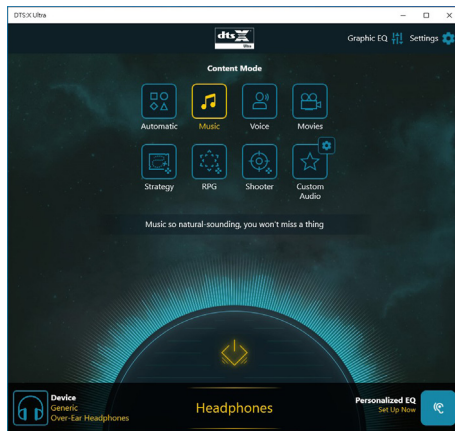 DTS:X Ultra
dts X
Ultra
Graphic EQ
Settings
Content Mode
Automatic
Music
Voice
Movies
Strategy
RPG
Shooter
Custom
Audio
Music so natural-sounding, you won't miss a thing
Device
Generic
Over-Ear Headphones
Headphones
Personalized EQ
Set Up Now